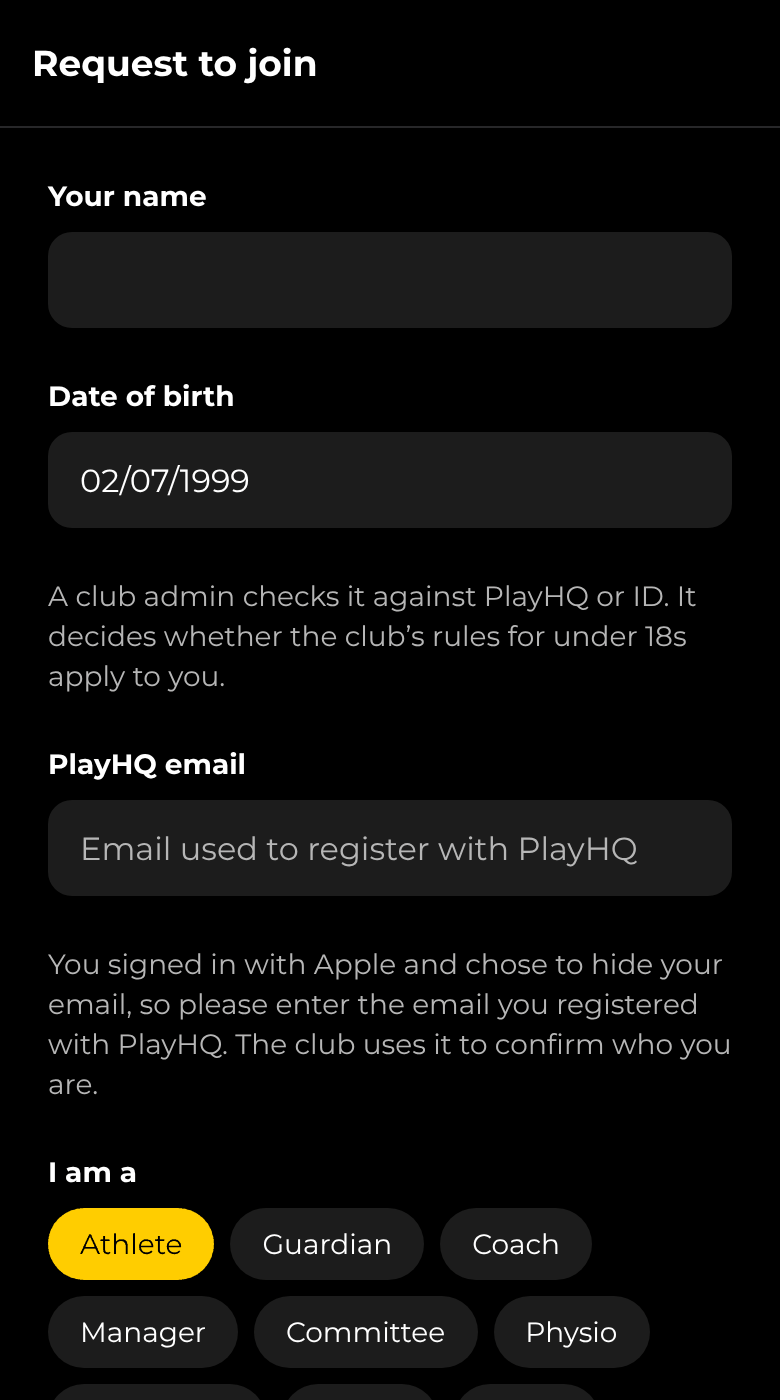 Request to join
Your name
Date of birth
02/07/1999
A club admin checks it against PlayHQ or ID. It
decides whether the club’s rules for under 18s
apply to you.
PlayHQ email
Email used to register with PlayHQ
You signed in with Apple and chose to hide your
email, so please enter the email you registered
with PlayHQ. The club uses it to confirm who you
are.
I am a
Athlete Guardian Coach
Manager Committee Physio